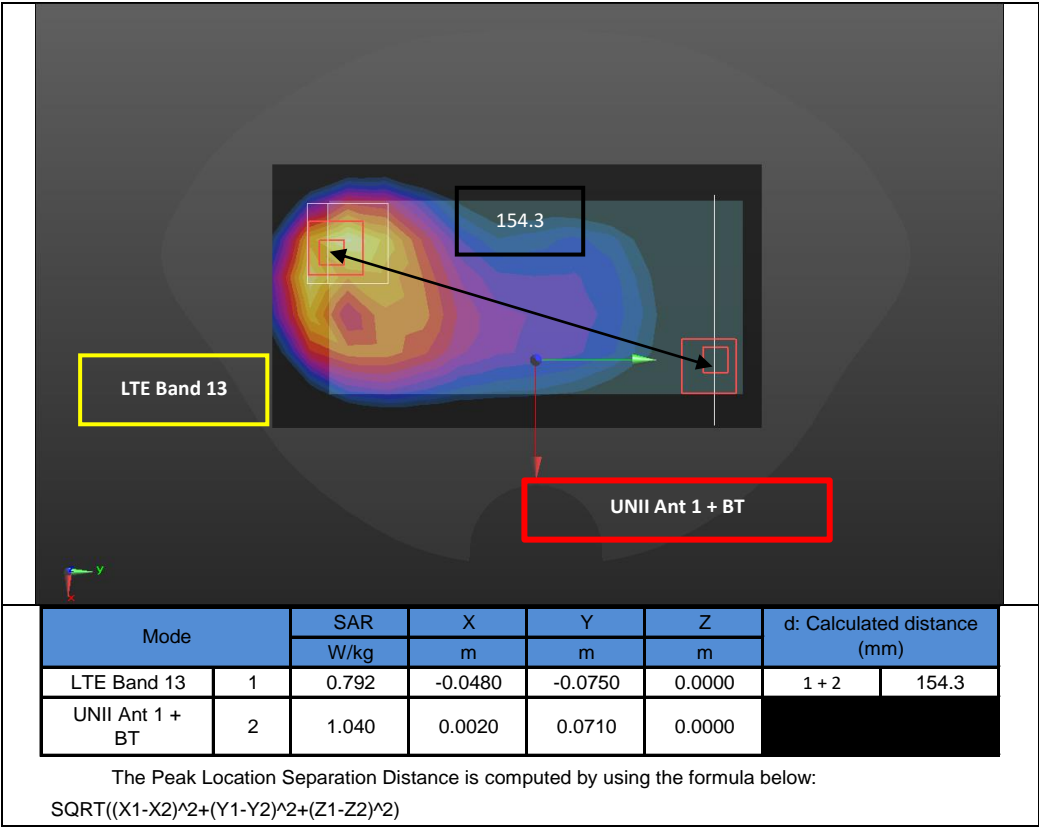 154.3
LTE Band 13
UNII Ant 1 + BT
y
x
Mode SAR X Y Z d: Calculated distance (mm)
W/kg m m m
LTE Band 13 1 0.792 -0.0480 -0.0750 0.0000 1 + 2 154.3
UNII Ant 1 + BT 2 1.040 0.0020 0.0710 0.0000
The Peak Location Separation Distance is computed by using the formula below:
SQRT((X1-X2)^2+(Y1-Y2)^2+(Z1-Z2)^2)